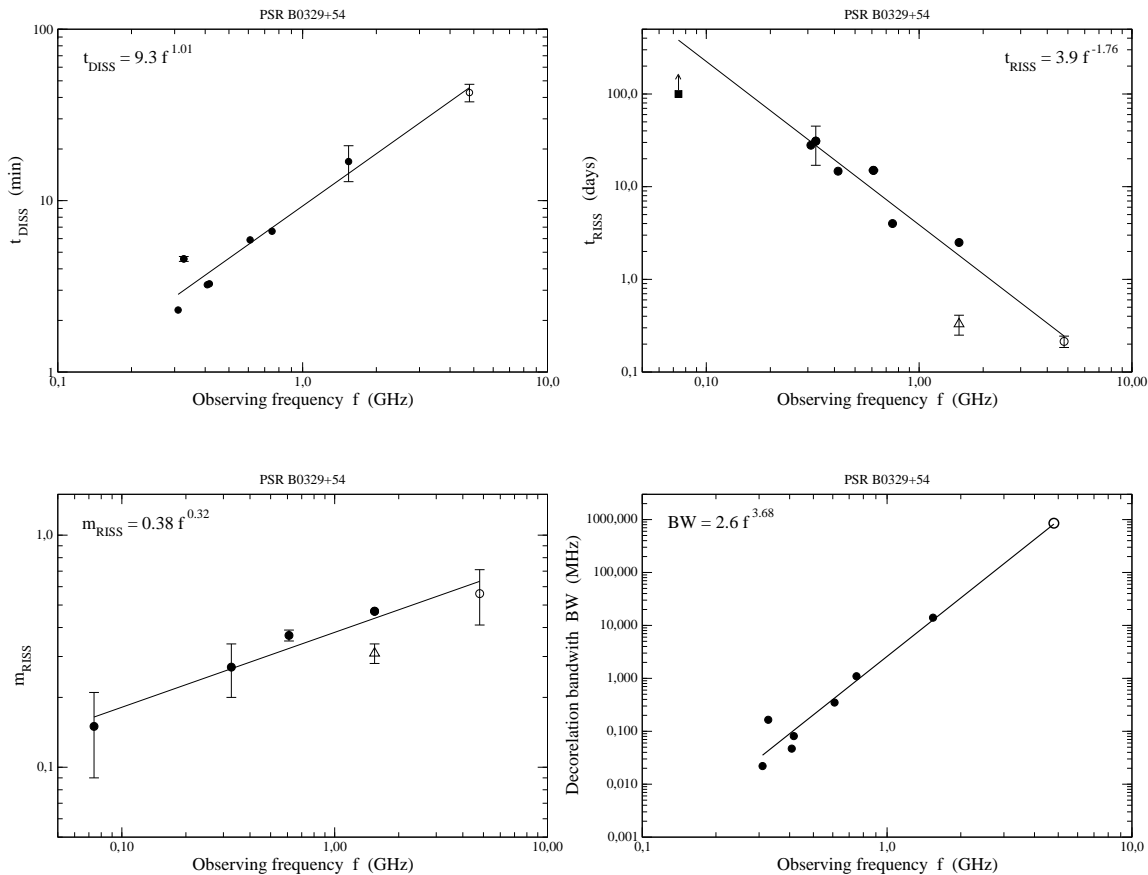 PSR B0329+54
t_DISS = 9.3 f^1.01
100
10
1
t_DISS (min)
0,1
1,0
10,0
Observing frequency f (GHz)
PSR B0329+54
t_RISS = 3.9 f^-1.76
100,0
10,0
1,0
0,1
t_RISS (days)
0,10
1,00
10,00
Observing frequency f (GHz)
PSR B0329+54
m_RISS = 0.38 f^0.32
1,0
0,1
m_RISS
0,10
1,00
10,00
Observing frequency f (GHz)
PSR B0329+54
BW = 2.6 f^3.68
1000,000
100,000
10,000
1,000
0,100
0,010
0,001
Decorelation bandwith BW (MHz)
0,1
1,0
10,0
Observing frequency f (GHz)